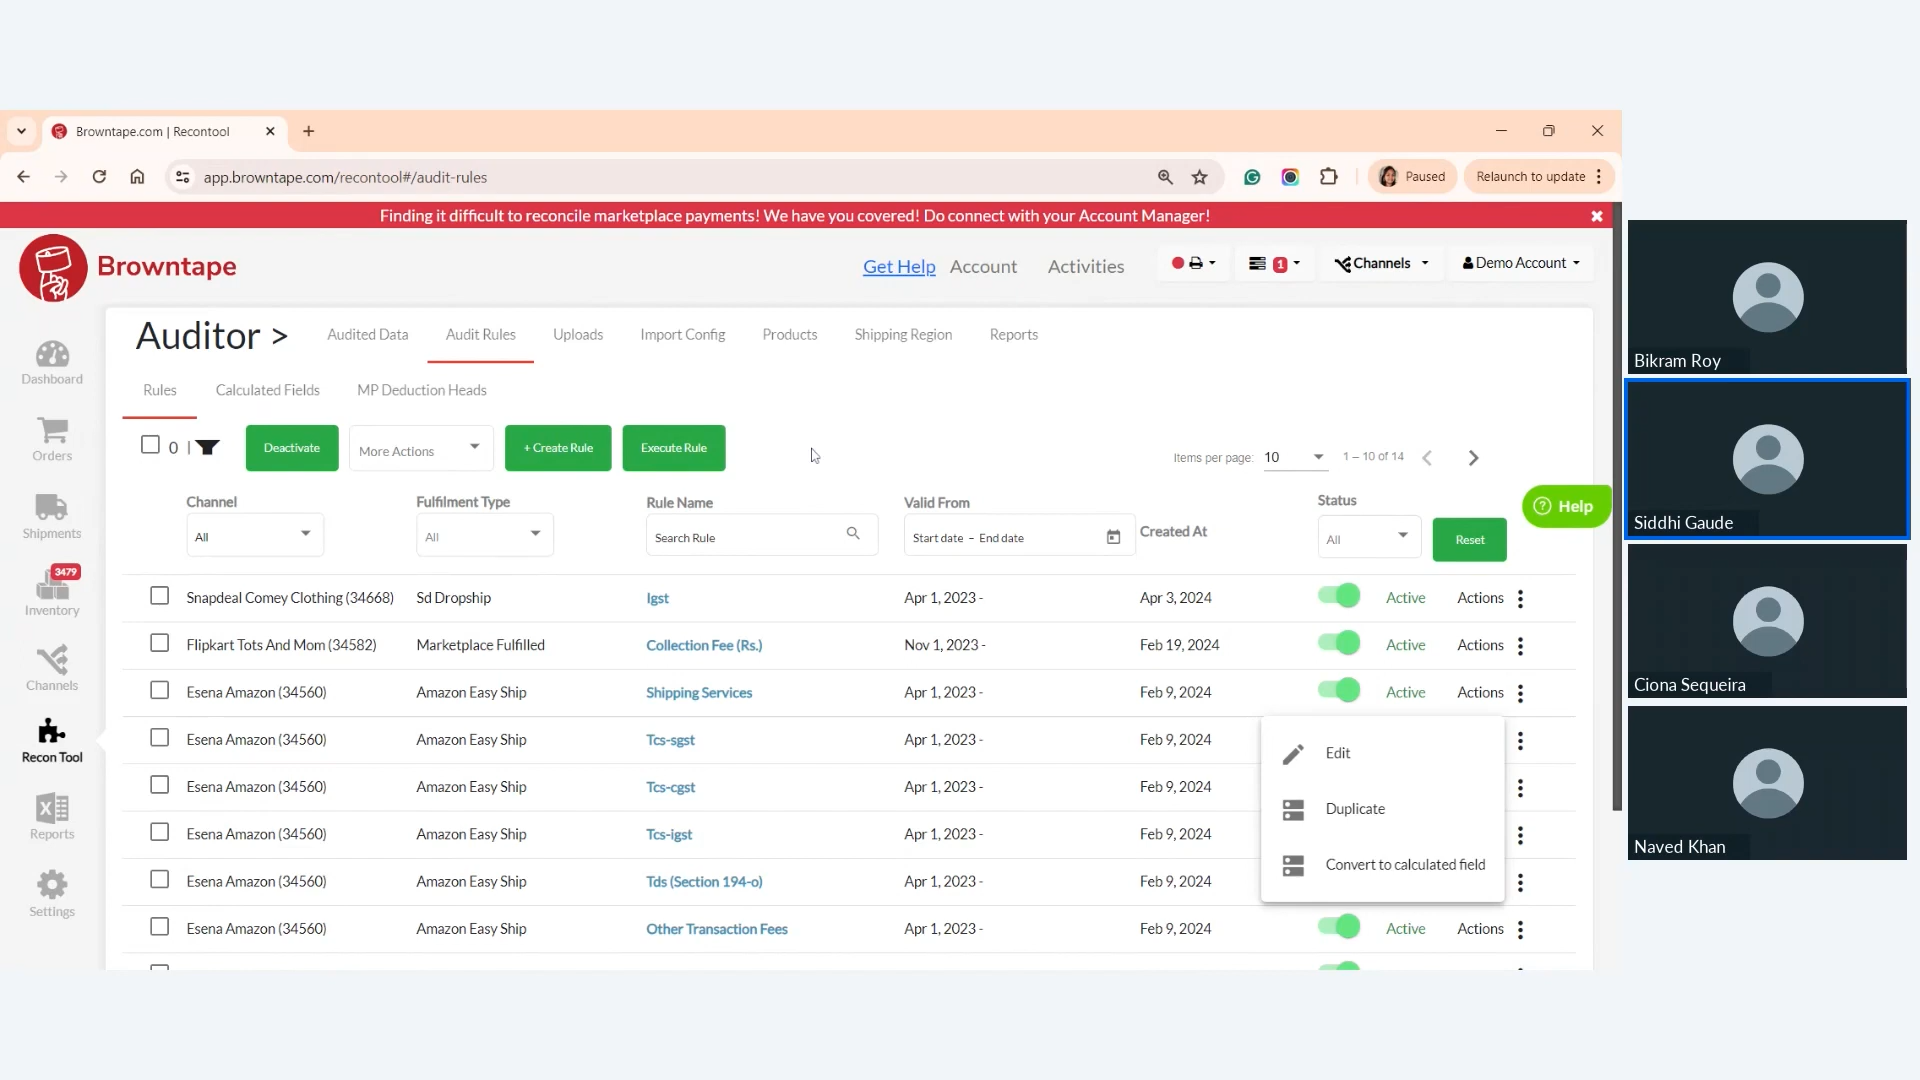 Browntape.com | Recontool
app.browntape.com/recontool#/audit-rules
Paused
Relaunch to update
Finding it difficult to reconcile marketplace payments! We have you covered! Do connect with your Account Manager!
Browntape
Get Help Account Activities
1
Channels
Demo Account
Dashboard
Orders
Shipments
3479
Inventory
Channels
Recon Tool
Reports
Settings
Auditor > Audited Data Audit Rules Uploads Import Config Products Shipping Region Reports
Rules Calculated Fields MP Deduction Heads
0 | Deactivate More Actions + Create Rule Execute Rule
Items per page: 10 1 – 10 of 14
Channel Fulfilment Type Rule Name Valid From Created At Status
All All Search Rule Start date – End date All Reset
Help
Snapdeal Comey Clothing (34668) Sd Dropship Igst Apr 1, 2023 - Apr 3, 2024 Active Actions
Flipkart Tots And Mom (34582) Marketplace Fulfilled Collection Fee (Rs.) Nov 1, 2023 - Feb 19, 2024 Active Actions
Esena Amazon (34560) Amazon Easy Ship Shipping Services Apr 1, 2023 - Feb 9, 2024 Active Actions
Esena Amazon (34560) Amazon Easy Ship Tcs-sgst Apr 1, 2023 - Feb 9, 2024
Esena Amazon (34560) Amazon Easy Ship Tcs-cgst Apr 1, 2023 - Feb 9, 2024
Esena Amazon (34560) Amazon Easy Ship Tcs-igst Apr 1, 2023 - Feb 9, 2024
Esena Amazon (34560) Amazon Easy Ship Tds (Section 194-o) Apr 1, 2023 - Feb 9, 2024
Esena Amazon (34560) Amazon Easy Ship Other Transaction Fees Apr 1, 2023 - Feb 9, 2024 Active Actions
Edit
Duplicate
Convert to calculated field
Bikram Roy
Siddhi Gaude
Ciona Sequeira
Naved Khan